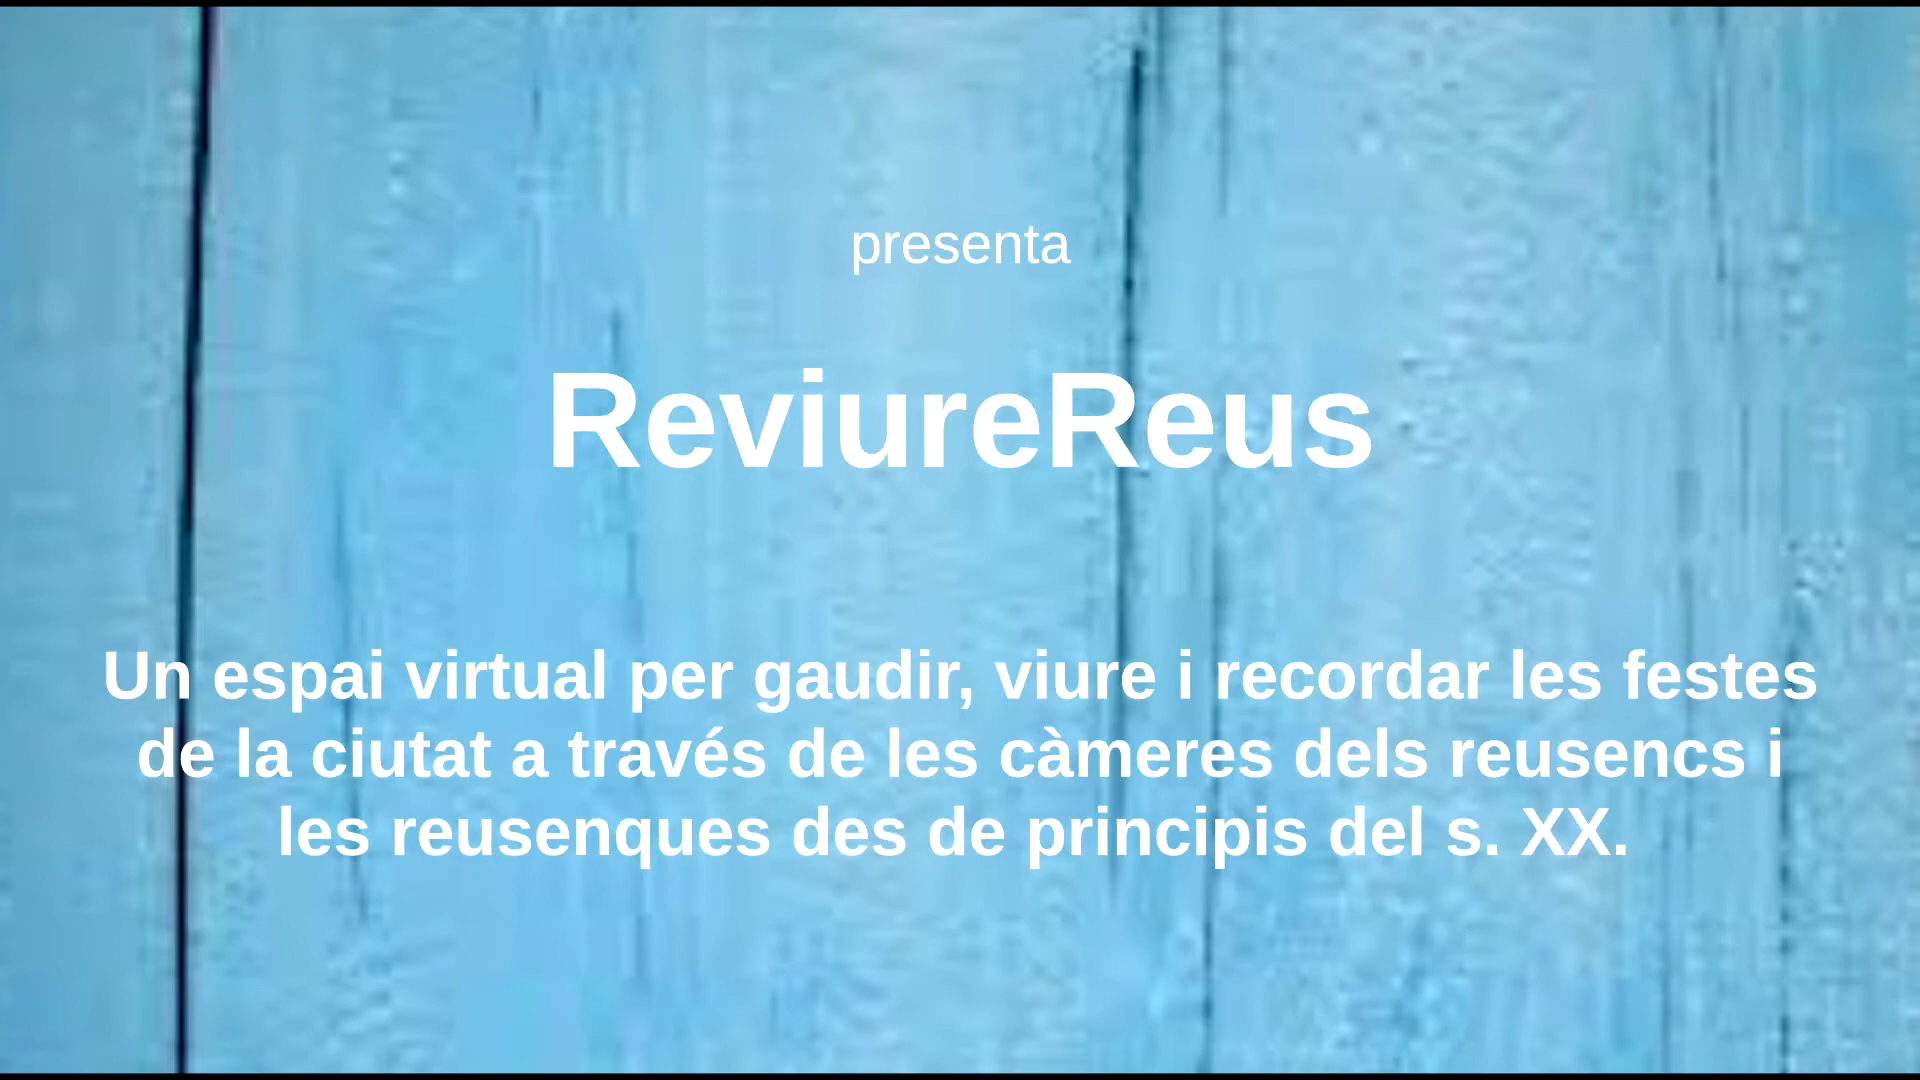 presenta
ReviureReus
Un espai virtual per gaudir, viure i recordar les festes
de la ciutat a través de les càmeres dels reusencs i
les reusenques des de principis del s. XX.